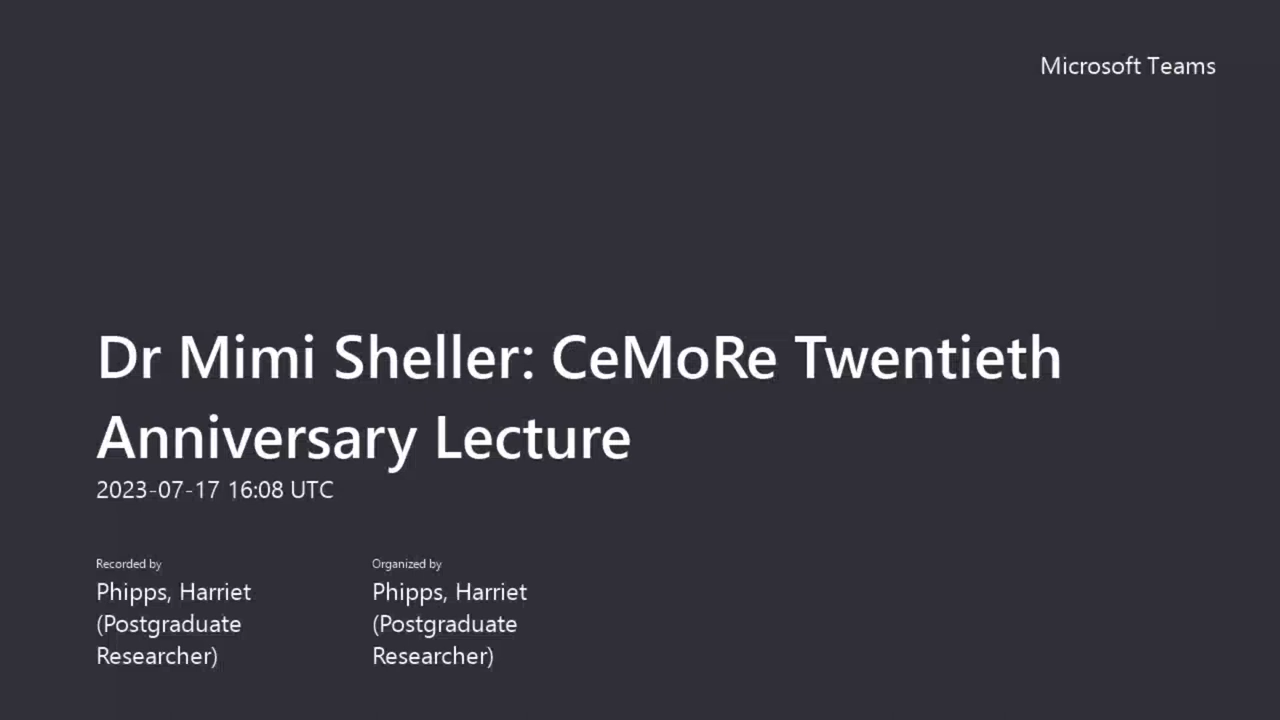 Microsoft Teams
Dr Mimi Sheller: CeMoRe Twentieth
Anniversary Lecture
2023-07-17 16:08 UTC
Recorded by
Phipps, Harriet
(Postgraduate
Researcher)
Organized by
Phipps, Harriet
(Postgraduate
Researcher)